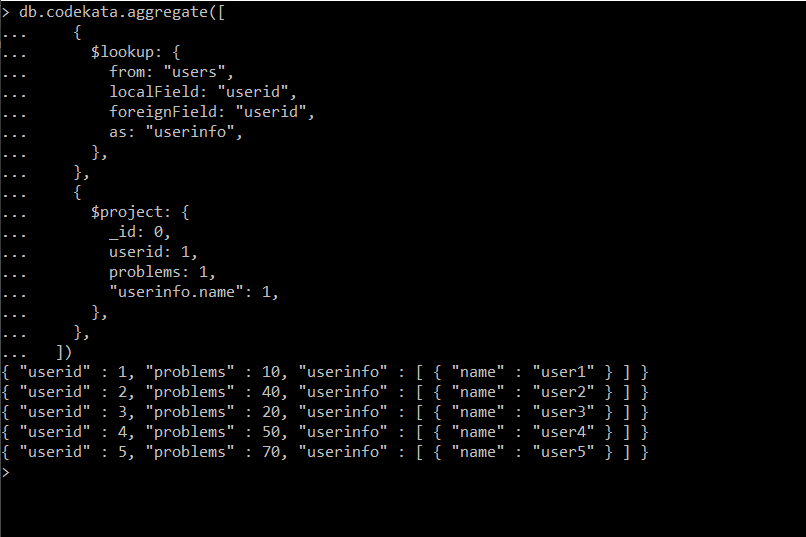 > db.codekata.aggregate([
...     {
...       $lookup: {
...         from: "users",
...         localField: "userid",
...         foreignField: "userid",
...         as: "userinfo",
...       },
...     },
...     {
...       $project: {
...         _id: 0,
...         userid: 1,
...         problems: 1,
...         "userinfo.name": 1,
...       },
...     },
...   ])
{ "userid" : 1, "problems" : 10, "userinfo" : [ { "name" : "user1" } ] }
{ "userid" : 2, "problems" : 40, "userinfo" : [ { "name" : "user2" } ] }
{ "userid" : 3, "problems" : 20, "userinfo" : [ { "name" : "user3" } ] }
{ "userid" : 4, "problems" : 50, "userinfo" : [ { "name" : "user4" } ] }
{ "userid" : 5, "problems" : 70, "userinfo" : [ { "name" : "user5" } ] }
>